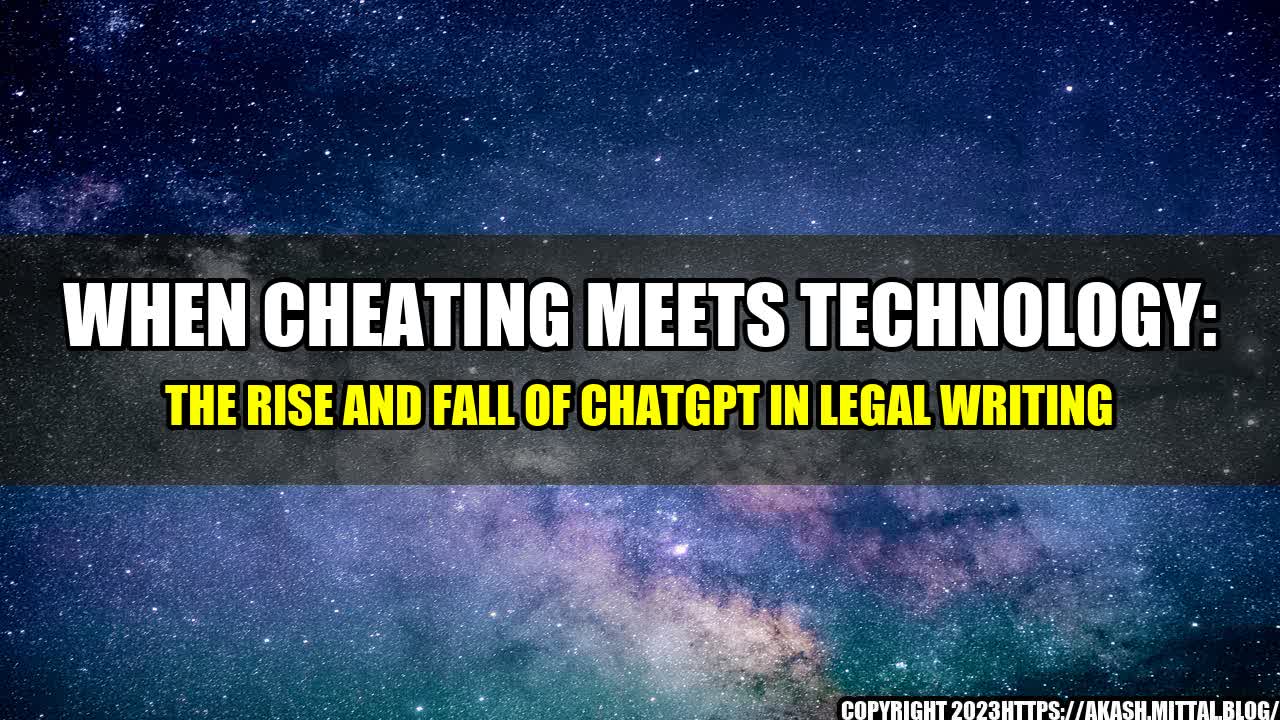 WHEN CHEATING MEETS TECHNOLOGY:
THE RISE AND FALL OF CHATGPT IN LEGAL WRITING
COPYRIGHT 2023HTTPS://AKASH.MITTAL.BLOG/